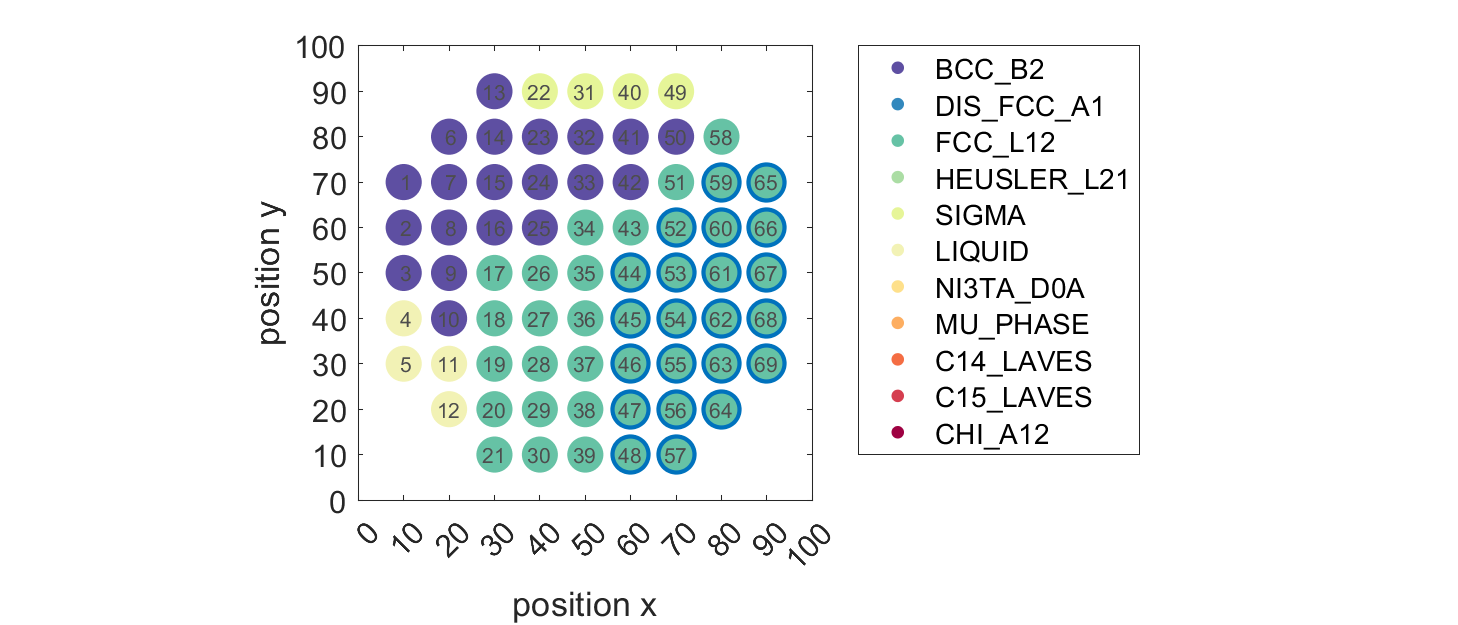 100
90
80
70
60
50
40
30
20
10
0
13 22 31 40 49
6 14 23 32 41 50 58
1 7 15 24 33 42 51 59 65
2 8 16 25 34 43 52 60 66
3 9 17 26 35 44 53 61 67
4 10 18 27 36 45 54 62 68
5 11 19 28 37 46 55 63 69
12 20 29 38 47 56 64
21 30 39 48 57
0 10 20 30 40 50 60 70 80 90 100
position x
position y
BCC_B2
DIS_FCC_A1
FCC_L12
HEUSLER_L21
SIGMA
LIQUID
NI3TA_D0A
MU_PHASE
C14_LAVES
C15_LAVES
CHI_A12